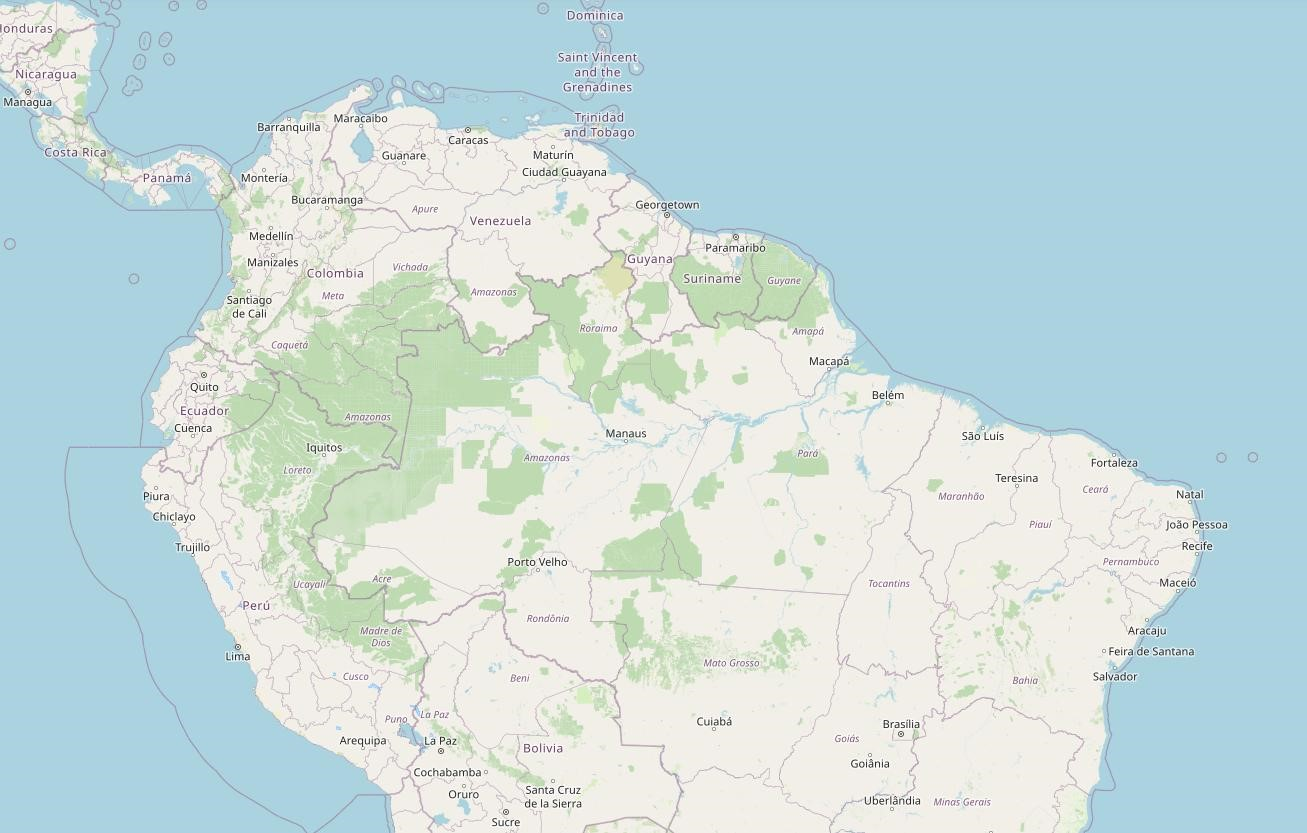 Dominica
Honduras
Saint Vincent
and the
Grenadines
Nicaragua
Managua
Trinidad
and Tobago
Maracaibo
Barranquilla
Caracas
Costa Rica
Guanare
Maturín
Ciudad Guayana
Panamá
Montería
Bucaramanga
Georgetown
Apure
Venezuela
Medellín
Paramaribo
Manizales
Guyana
Colombia
Vichada
Suriname
Guyane
Meta
Amazonas
Santiago
de Cali
Roraima
Amapá
Caquetá
Macapá
Quito
Belém
Ecuador
Amazonas
Cuenca
Manaus
São Luís
Iquitos
Pará
Amazonas
Fortaleza
Loreto
Teresina
Ceará
Piura
Maranhão
Natal
Chiclayo
Piauí
João Pessoa
Trujillo
Recife
Porto Velho
Pernambuco
Acre
Ucayali
Tocantins
Maceió
Perú
Rondônia
Madre de
Dios
Aracaju
Lima
Feira de Santana
Mato Grosso
Cusco
Beni
Salvador
Bahia
La Paz
Puno
Cuiabá
Brasília
Arequipa
La Paz
Bolivia
Goiás
Goiânia
Cochabamba
Santa Cruz
de la Sierra
Oruro
Uberlândia
Minas Gerais
Sucre